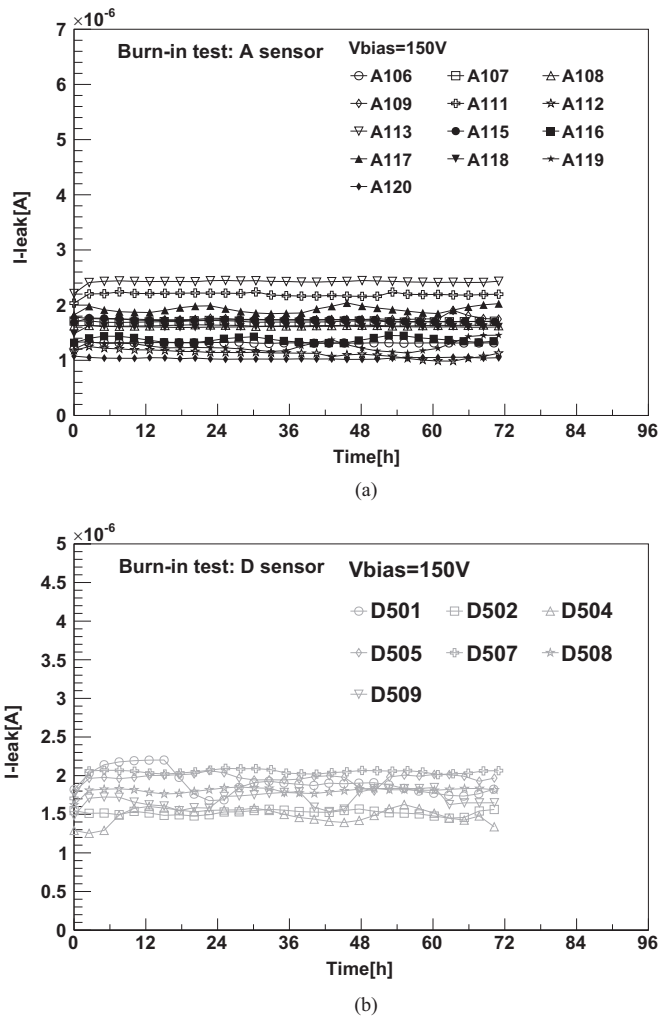 ×10⁻⁶
7
Burn-in test: A sensor
Vbias=150V
A106 A107 A108
A109 A111 A112
A113 A115 A116
A117 A118 A119
A120
6
5
4
3
2
1
0
I-leak[A]
0 12 24 36 48 60 72 84 96
Time[h]
(a)
×10⁻⁶
5
Burn-in test: D sensor
Vbias=150V
D501 D502 D504
D505 D507 D508
D509
4.5
4
3.5
3
2.5
2
1.5
1
0.5
0
I-leak[A]
0 12 24 36 48 60 72 84 96
Time[h]
(b)